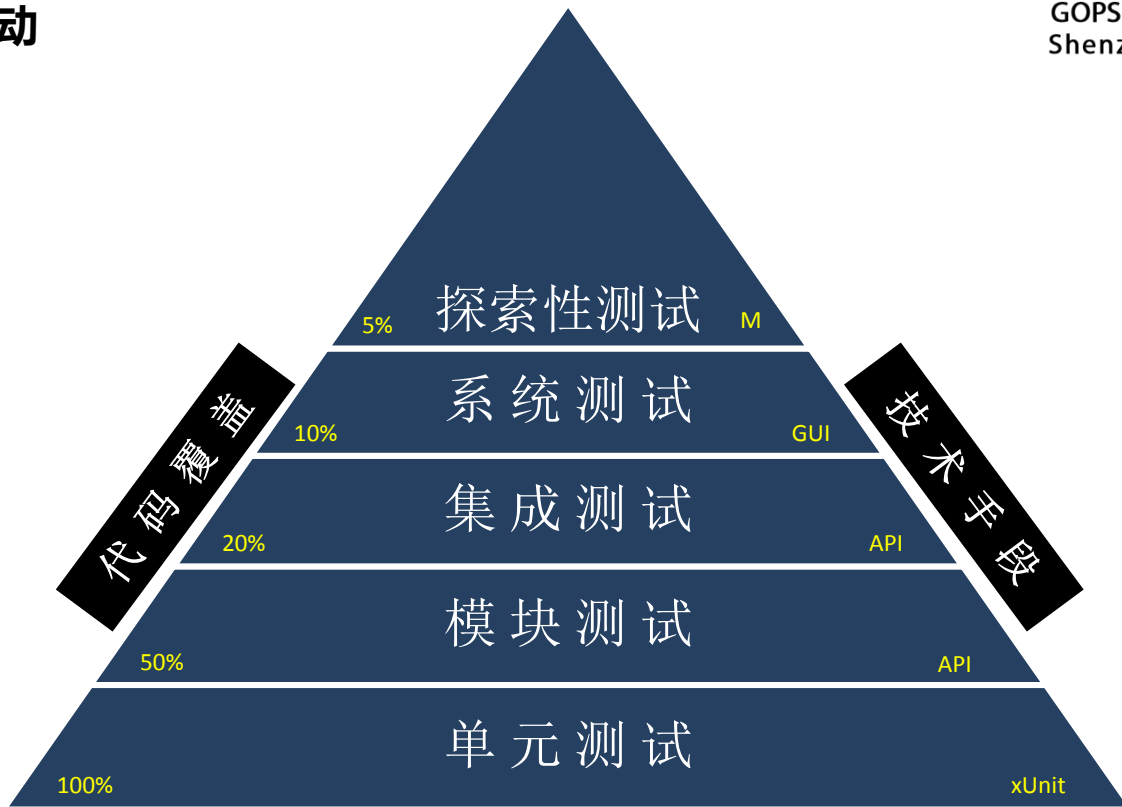 动
GOPS
Shenz
探索性测试
5%
M
系统测试
10%
GUI
代码覆盖
技术手段
集成测试
20%
API
模块测试
50%
API
单元测试
100%
xUnit